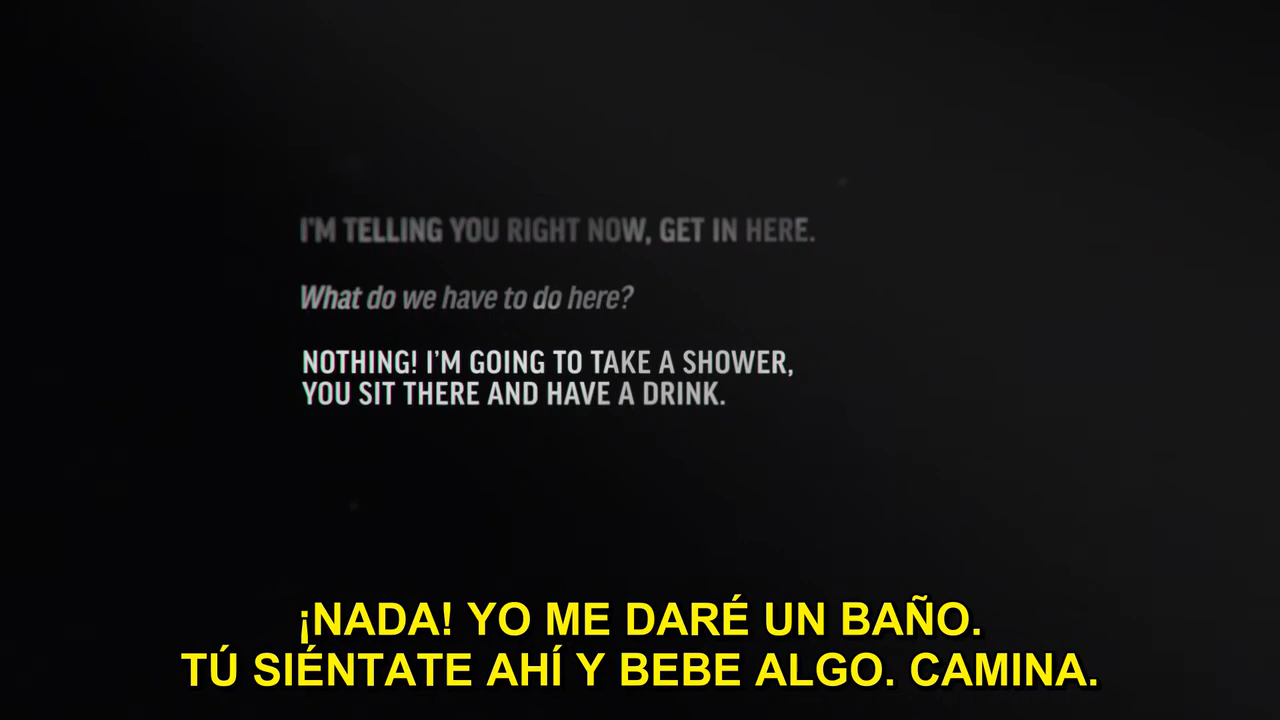 I'M TELLING YOU RIGHT NOW, GET IN HERE.
What do we have to do here?
NOTHING! I'M GOING TO TAKE A SHOWER,
YOU SIT THERE AND HAVE A DRINK.
¡NADA! YO ME DARÉ UN BAÑO.
TÚ SIÉNTATE AHÍ Y BEBE ALGO. CAMINA.